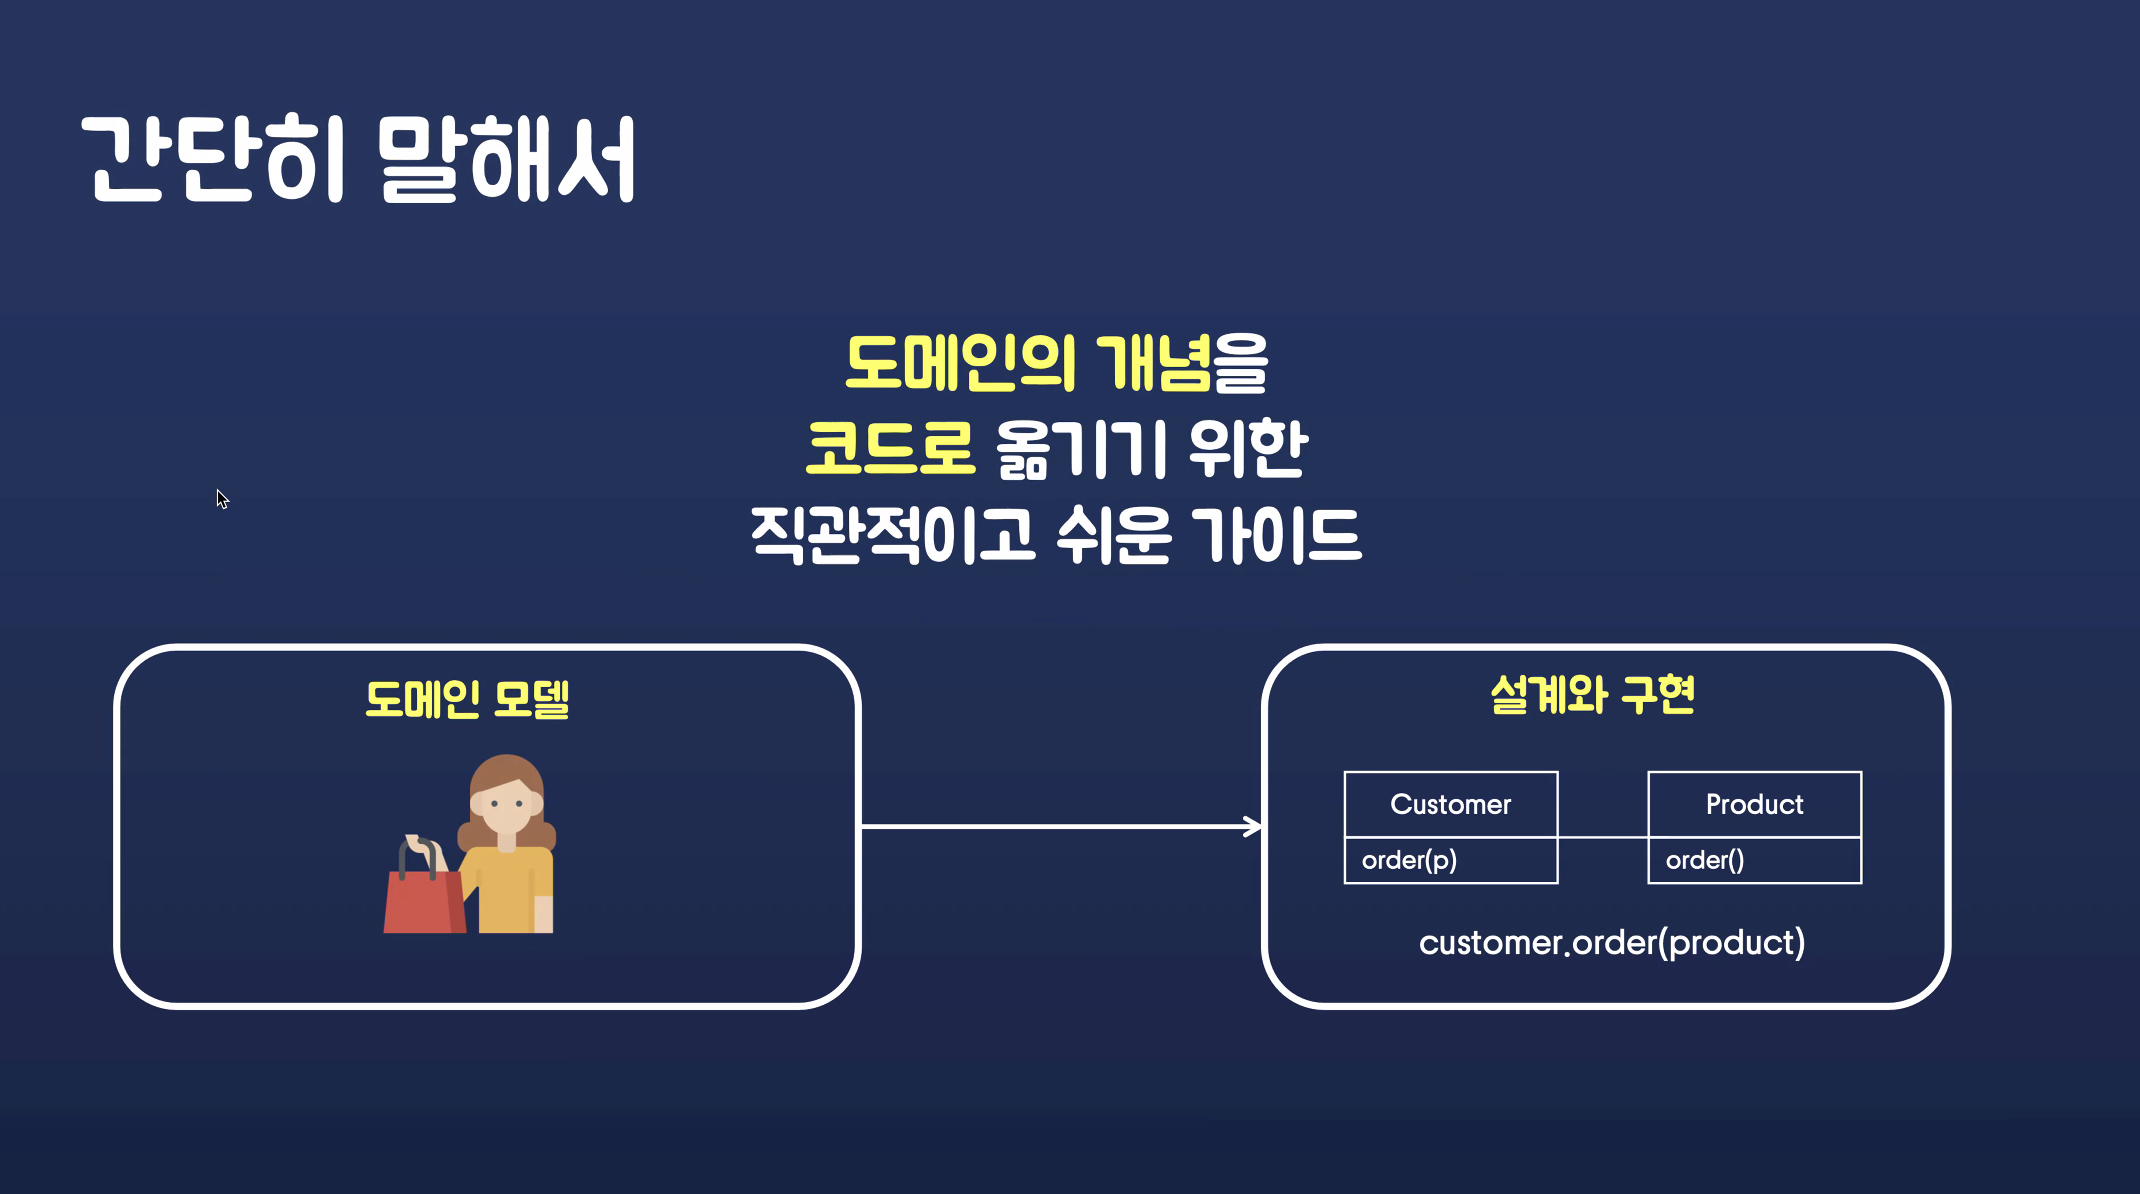 간단히 말해서
도메인의 개념을
코드로 옮기기 위한
직관적이고 쉬운 가이드
도메인 모델
설계와 구현
Customer
order(p)
Product
order()
customer.order(product)